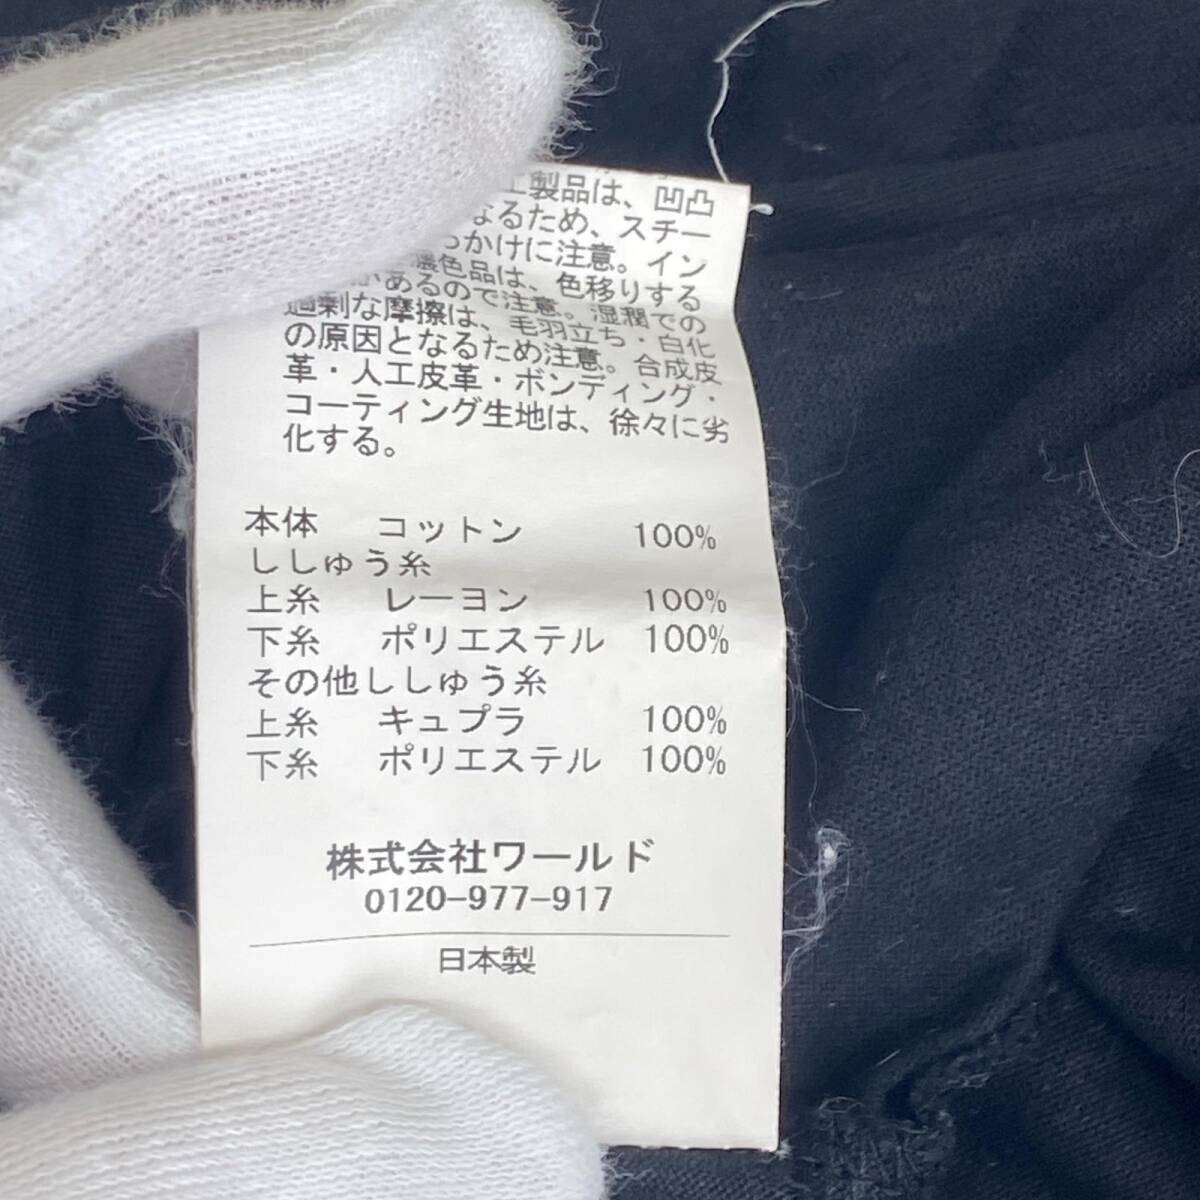 製品は、凹凸
なるため、スチー
っかけに注意。イン
濃色品は、色移りする
があるので注意。湿潤での
過剰な摩擦は、毛羽立ち・白化
の原因となるため注意。合成皮
革・人工皮革・ボンディング・
コーティング生地は、徐々に劣
化する。
本体 コットン 100%
ししゅう糸
上糸 レーヨン 100%
下糸 ポリエステル 100%
その他ししゅう糸
上糸 キュプラ 100%
下糸 ポリエステル 100%
株式会社ワールド
0120-977-917
日本製